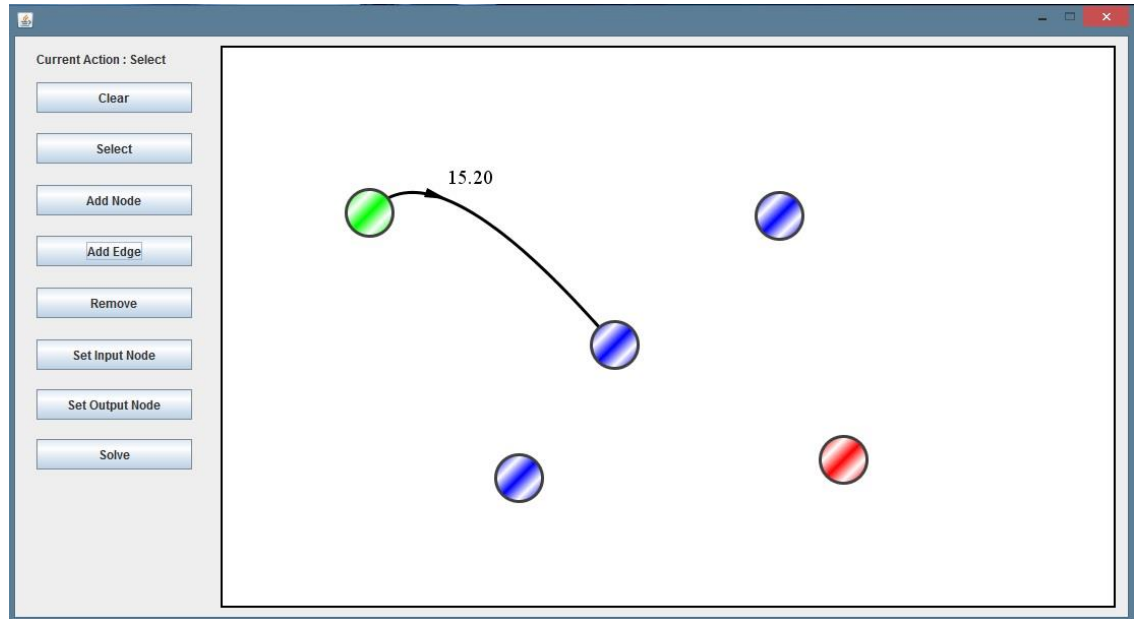 Current Action : Select
Clear
Select
Add Node
Add Edge
Remove
Set Input Node
Set Output Node
Solve
15.20